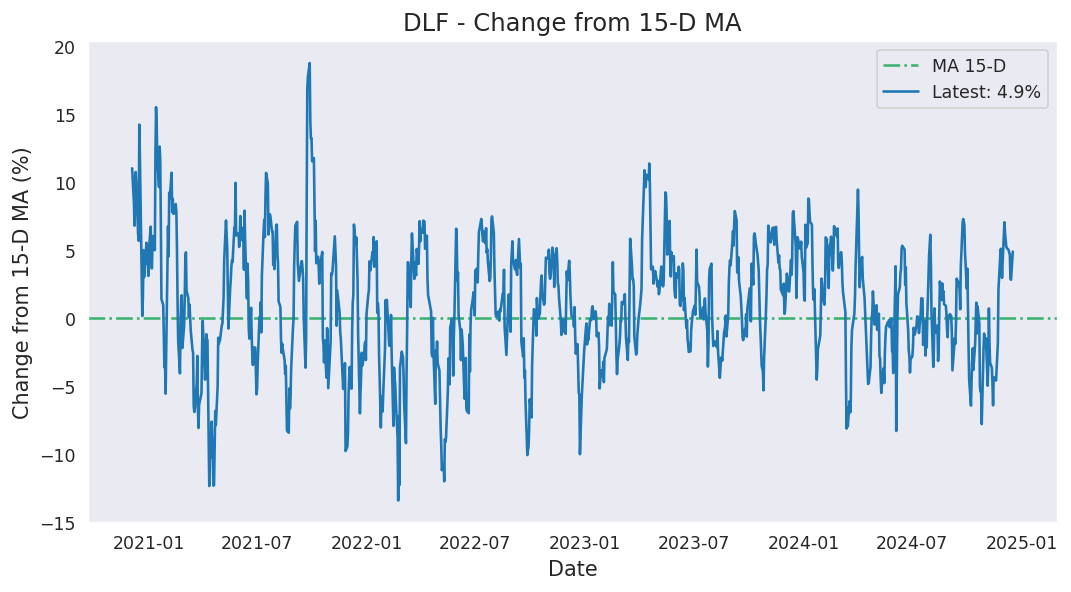 DLF - Change from 15-D MA
MA 15-D
Latest: 4.9%
Change from 15-D MA (%)
20
15
10
5
0
−5
−10
−15
2021-01 2021-07 2022-01 2022-07 2023-01 2023-07 2024-01 2024-07 2025-01
Date